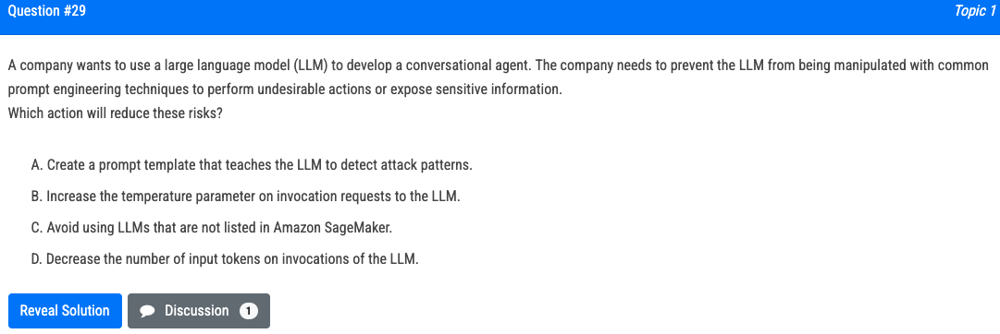 Question #29
Topic 1
A company wants to use a large language model (LLM) to develop a conversational agent. The company needs to prevent the LLM from being manipulated with common
prompt engineering techniques to perform undesirable actions or expose sensitive information.
Which action will reduce these risks?
A. Create a prompt template that teaches the LLM to detect attack patterns.
B. Increase the temperature parameter on invocation requests to the LLM.
C. Avoid using LLMs that are not listed in Amazon SageMaker.
D. Decrease the number of input tokens on invocations of the LLM.
Reveal Solution
Discussion 1